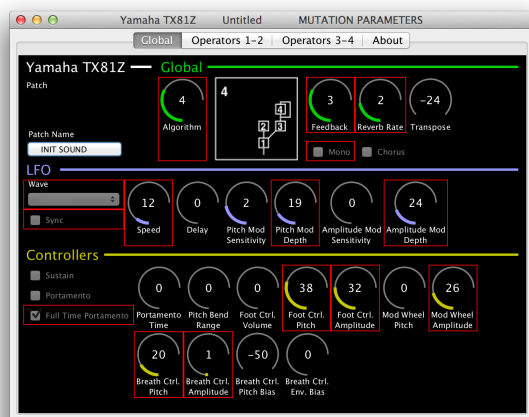 Yamaha TX81Z Untitled MUTATION PARAMETERS
Global Operators 1-2 Operators 3-4 About
Yamaha TX81Z Global
Patch
4
4
3
2
-24
4
2 3
1
Algorithm Feedback Reverb Rate Transpose
Patch Name
INIT SOUND
Mono Chorus
LFO
Wave
12 0 2 19 0 24
Sync
Speed Delay Pitch Mod Sensitivity Pitch Mod Depth Amplitude Mod Sensitivity Amplitude Mod Depth
Controllers
Sustain
Portamento
Full Time Portamento
0 0 0 38 32 0 26
Portamento Time Pitch Bend Range Foot Ctrl. Volume Foot Ctrl. Pitch Foot Ctrl. Amplitude Mod Wheel Pitch Mod Wheel Amplitude
20 1 -50 0
Breath Ctrl. Pitch Breath Ctrl. Amplitude Breath Ctrl. Pitch Bias Breath Ctrl. Env. Bias